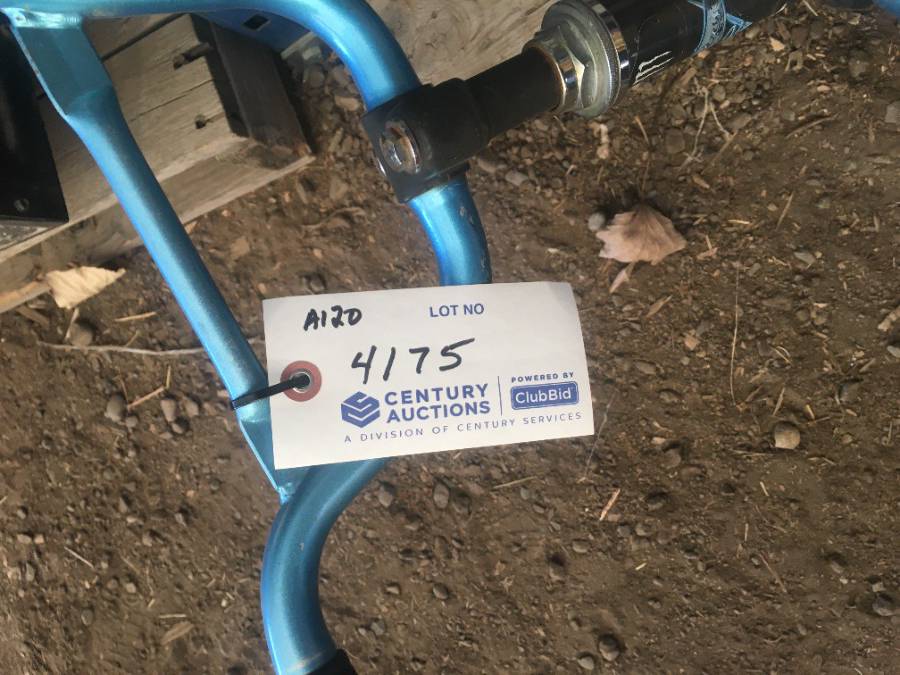 A120 LOT NO
4175
CENTURY AUCTIONS
POWERED BY
ClubBid
A DIVISION OF CENTURY SERVICES